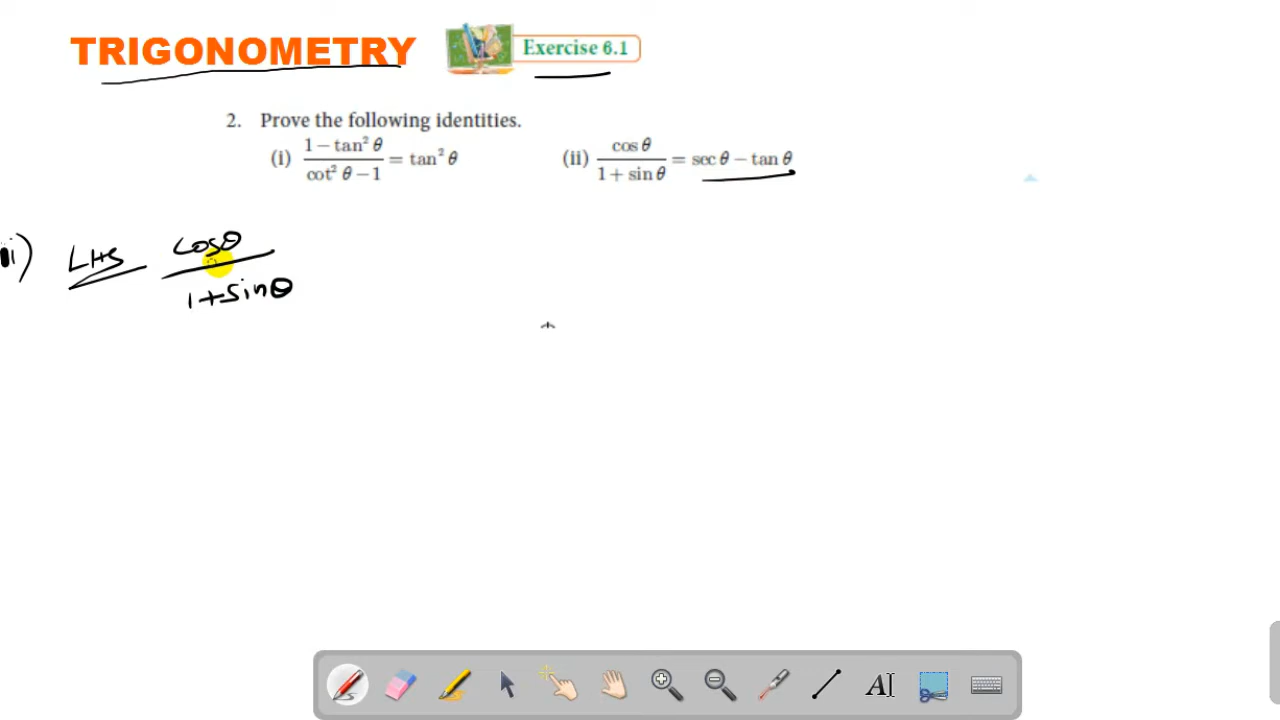 TRIGONOMETRY Exercise 6.1
2. Prove the following identities.
(i) (1 − tan² θ)/(cot² θ − 1) = tan² θ (ii) cos θ/(1 + sin θ) = sec θ − tan θ
ii) LHS cosθ
1+sinθ
AI